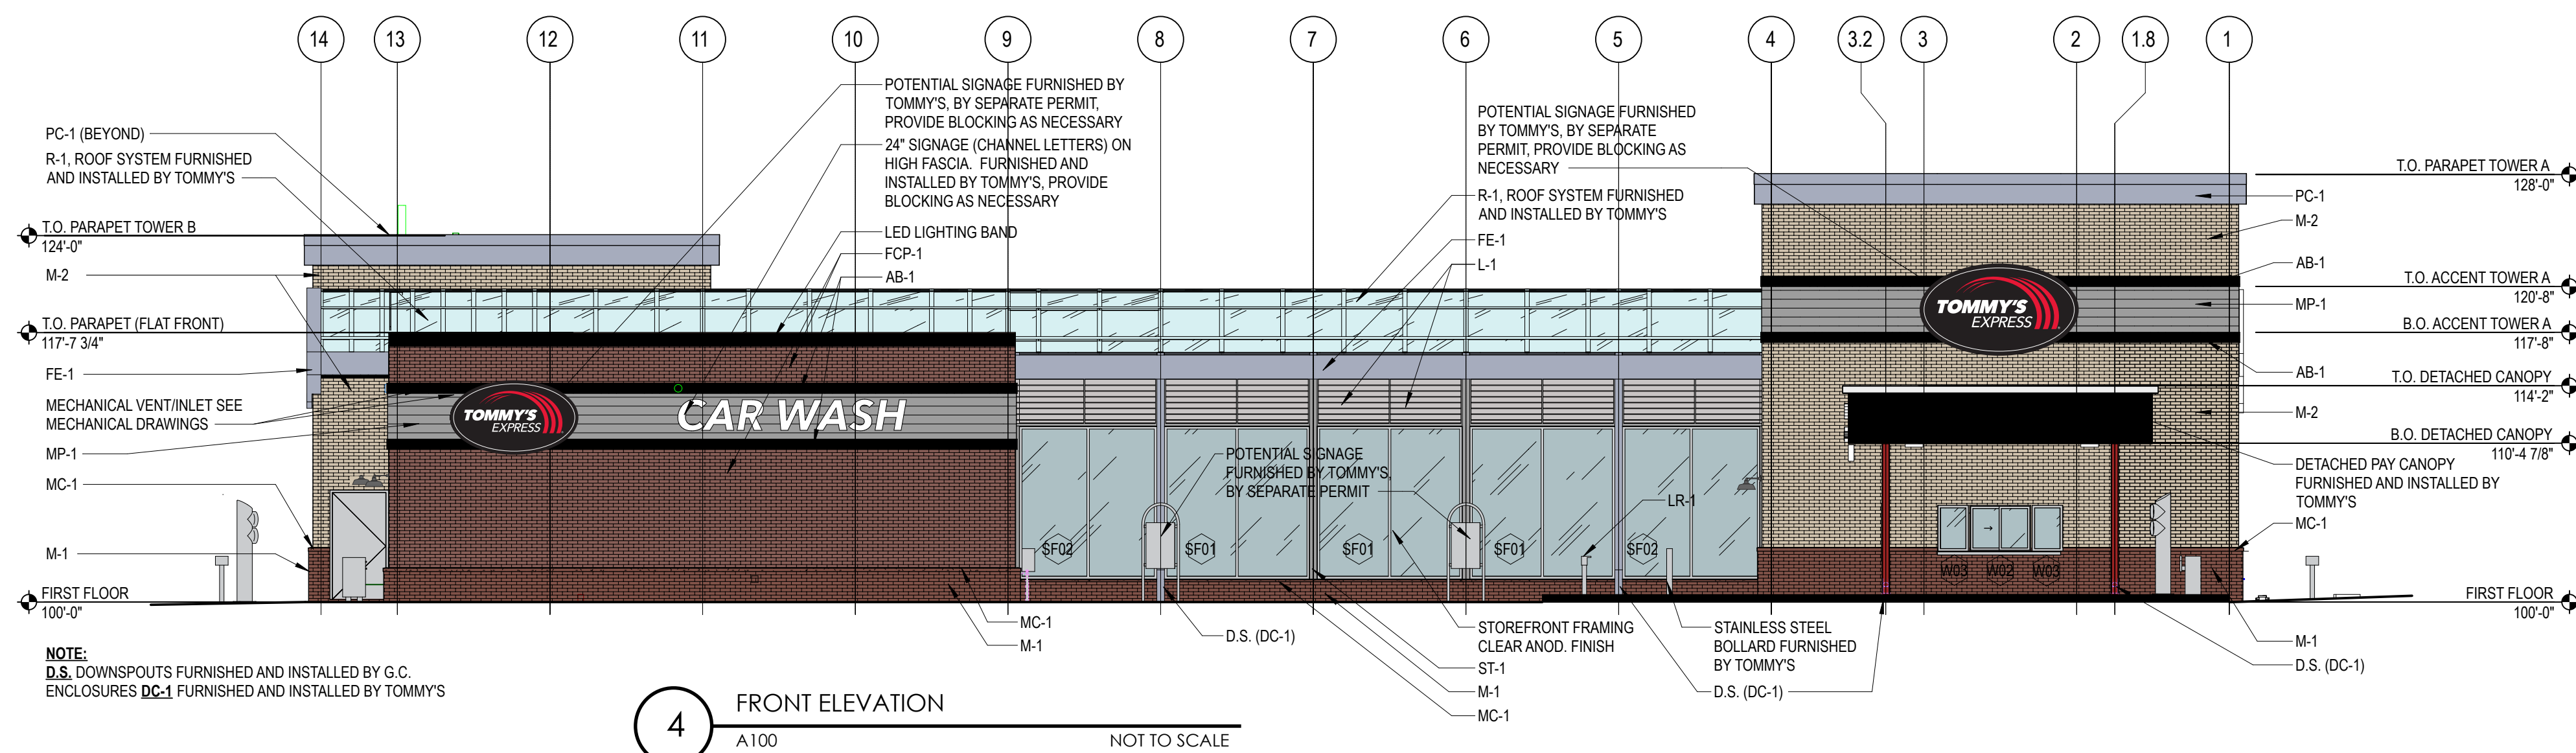 14 13 12 11 10 9 8 7 6 5 4 3.2 3 2 1.8 1
PC-1 (BEYOND)
R-1, ROOF SYSTEM FURNISHED
AND INSTALLED BY TOMMY'S
T.O. PARAPET TOWER B
124'-0"
M-2
T.O. PARAPET (FLAT FRONT)
117'-7 3/4"
FE-1
MECHANICAL VENT/INLET SEE
MECHANICAL DRAWINGS
MP-1
MC-1
M-1
FIRST FLOOR
100'-0"
POTENTIAL SIGNAGE FURNISHED BY
TOMMY'S, BY SEPARATE PERMIT,
PROVIDE BLOCKING AS NECESSARY
24" SIGNAGE (CHANNEL LETTERS) ON
HIGH FASCIA. FURNISHED AND
INSTALLED BY TOMMY'S, PROVIDE
BLOCKING AS NECESSARY
LED LIGHTING BAND
FCP-1
AB-1
TOMMY'S
EXPRESS
CAR WASH
POTENTIAL SIGNAGE FURNISHED
BY TOMMY'S, BY SEPARATE
PERMIT, PROVIDE BLOCKING AS
NECESSARY
R-1, ROOF SYSTEM FURNISHED
AND INSTALLED BY TOMMY'S
FE-1
L-1
POTENTIAL SIGNAGE
FURNISHED BY TOMMY'S,
BY SEPARATE PERMIT
LR-1
SF02 SF01 SF01 SF01 SF02
TOMMY'S
EXPRESS
W03 W02 W03
T.O. PARAPET TOWER A
128'-0"
PC-1
M-2
AB-1
T.O. ACCENT TOWER A
120'-8"
MP-1
B.O. ACCENT TOWER A
117'-8"
AB-1
T.O. DETACHED CANOPY
114'-2"
M-2
B.O. DETACHED CANOPY
110'-4 7/8"
DETACHED PAY CANOPY
FURNISHED AND INSTALLED BY
TOMMY'S
MC-1
FIRST FLOOR
100'-0"
M-1
D.S. (DC-1)
MC-1
M-1
D.S. (DC-1)
STOREFRONT FRAMING
CLEAR ANOD. FINISH
ST-1
M-1
MC-1
STAINLESS STEEL
BOLLARD FURNISHED
BY TOMMY'S
D.S. (DC-1)
NOTE:
D.S. DOWNSPOUTS FURNISHED AND INSTALLED BY G.C.
ENCLOSURES DC-1 FURNISHED AND INSTALLED BY TOMMY'S
4
FRONT ELEVATION
A100 NOT TO SCALE